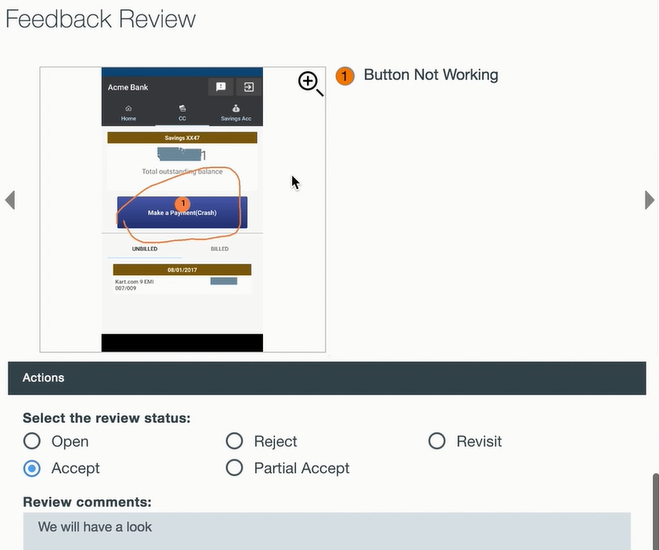 Feedback Review
Acme Bank
Home
CC
Savings Acc
Savings XX47
Total outstanding balance
1
Make a Payment(Crash)
UNBILLED
BILLED
08/01/2017
Kart.com 9 EMI
007/009
1 Button Not Working
Actions
Select the review status:
Open
Reject
Revisit
Accept
Partial Accept
Review comments:
We will have a look